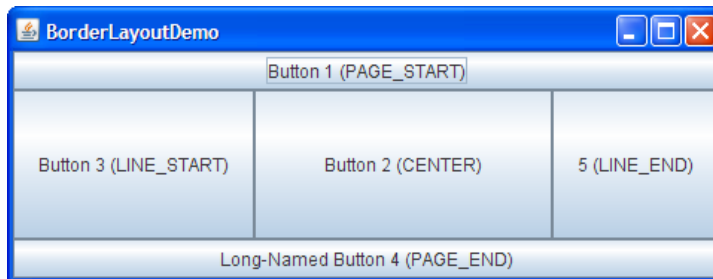 BorderLayoutDemo
Button 1 (PAGE_START)
Button 3 (LINE_START)
Button 2 (CENTER)
5 (LINE_END)
Long-Named Button 4 (PAGE_END)